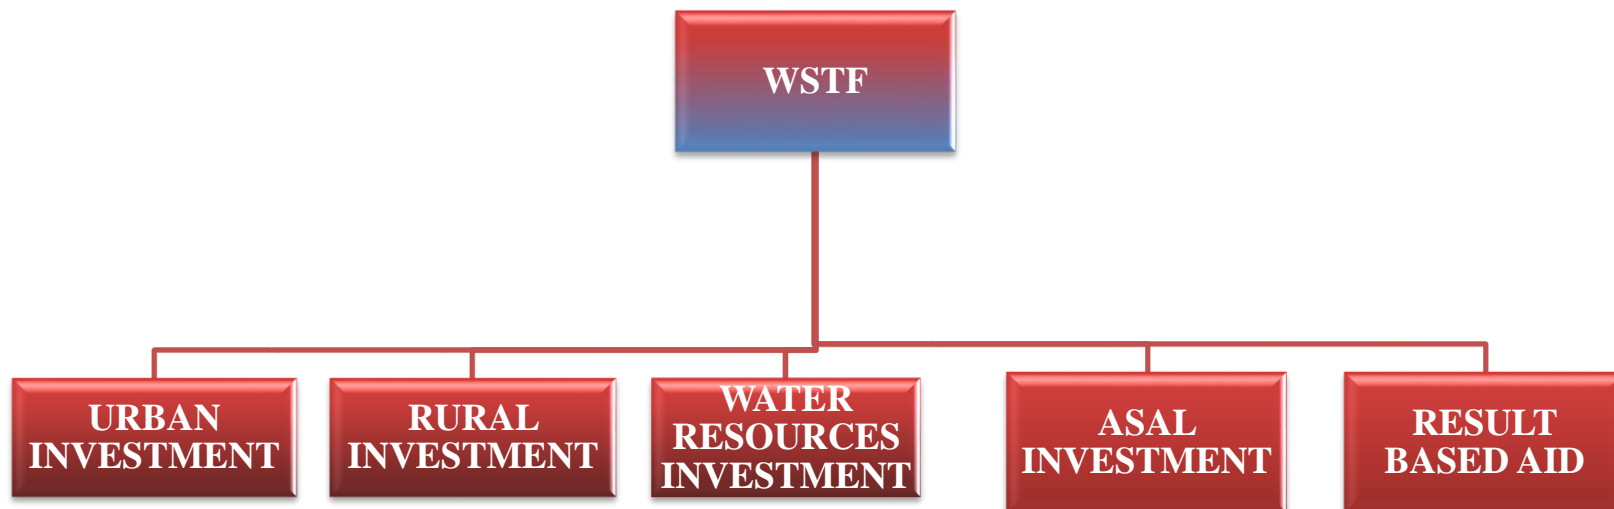 WSTF
URBAN
INVESTMENT
RURAL
INVESTMENT
WATER
RESOURCES
INVESTMENT
ASAL
INVESTMENT
RESULT
BASED AID